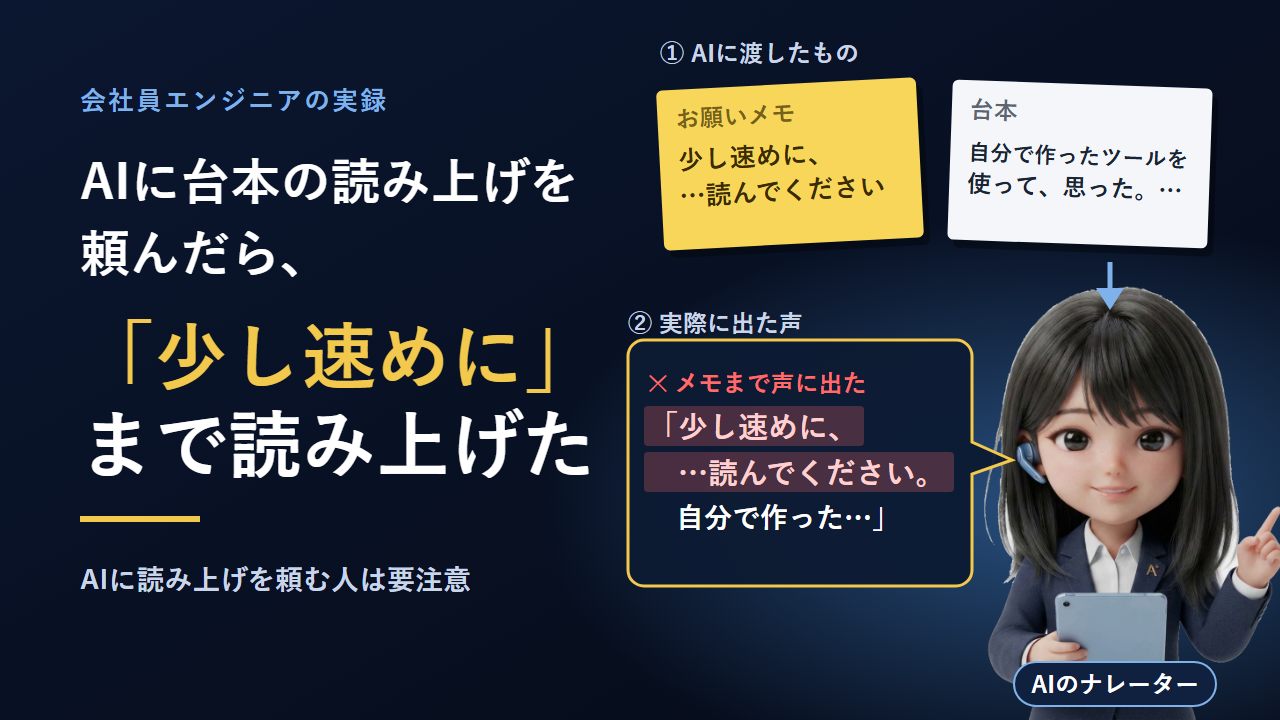 会社員エンジニアの実録
AIに台本の読み上げを
頼んだら、
「少し速めに」
まで読み上げた
AIに読み上げを頼む人は要注意
① AIに渡したもの
お願いメモ
少し速めに、
…読んでください
台本
自分で作ったツールを
使って、思った。…
② 実際に出た声
× メモまで声に出た
「少し速めに、
…読んでください。
自分で作った…」
A
AIのナレーター